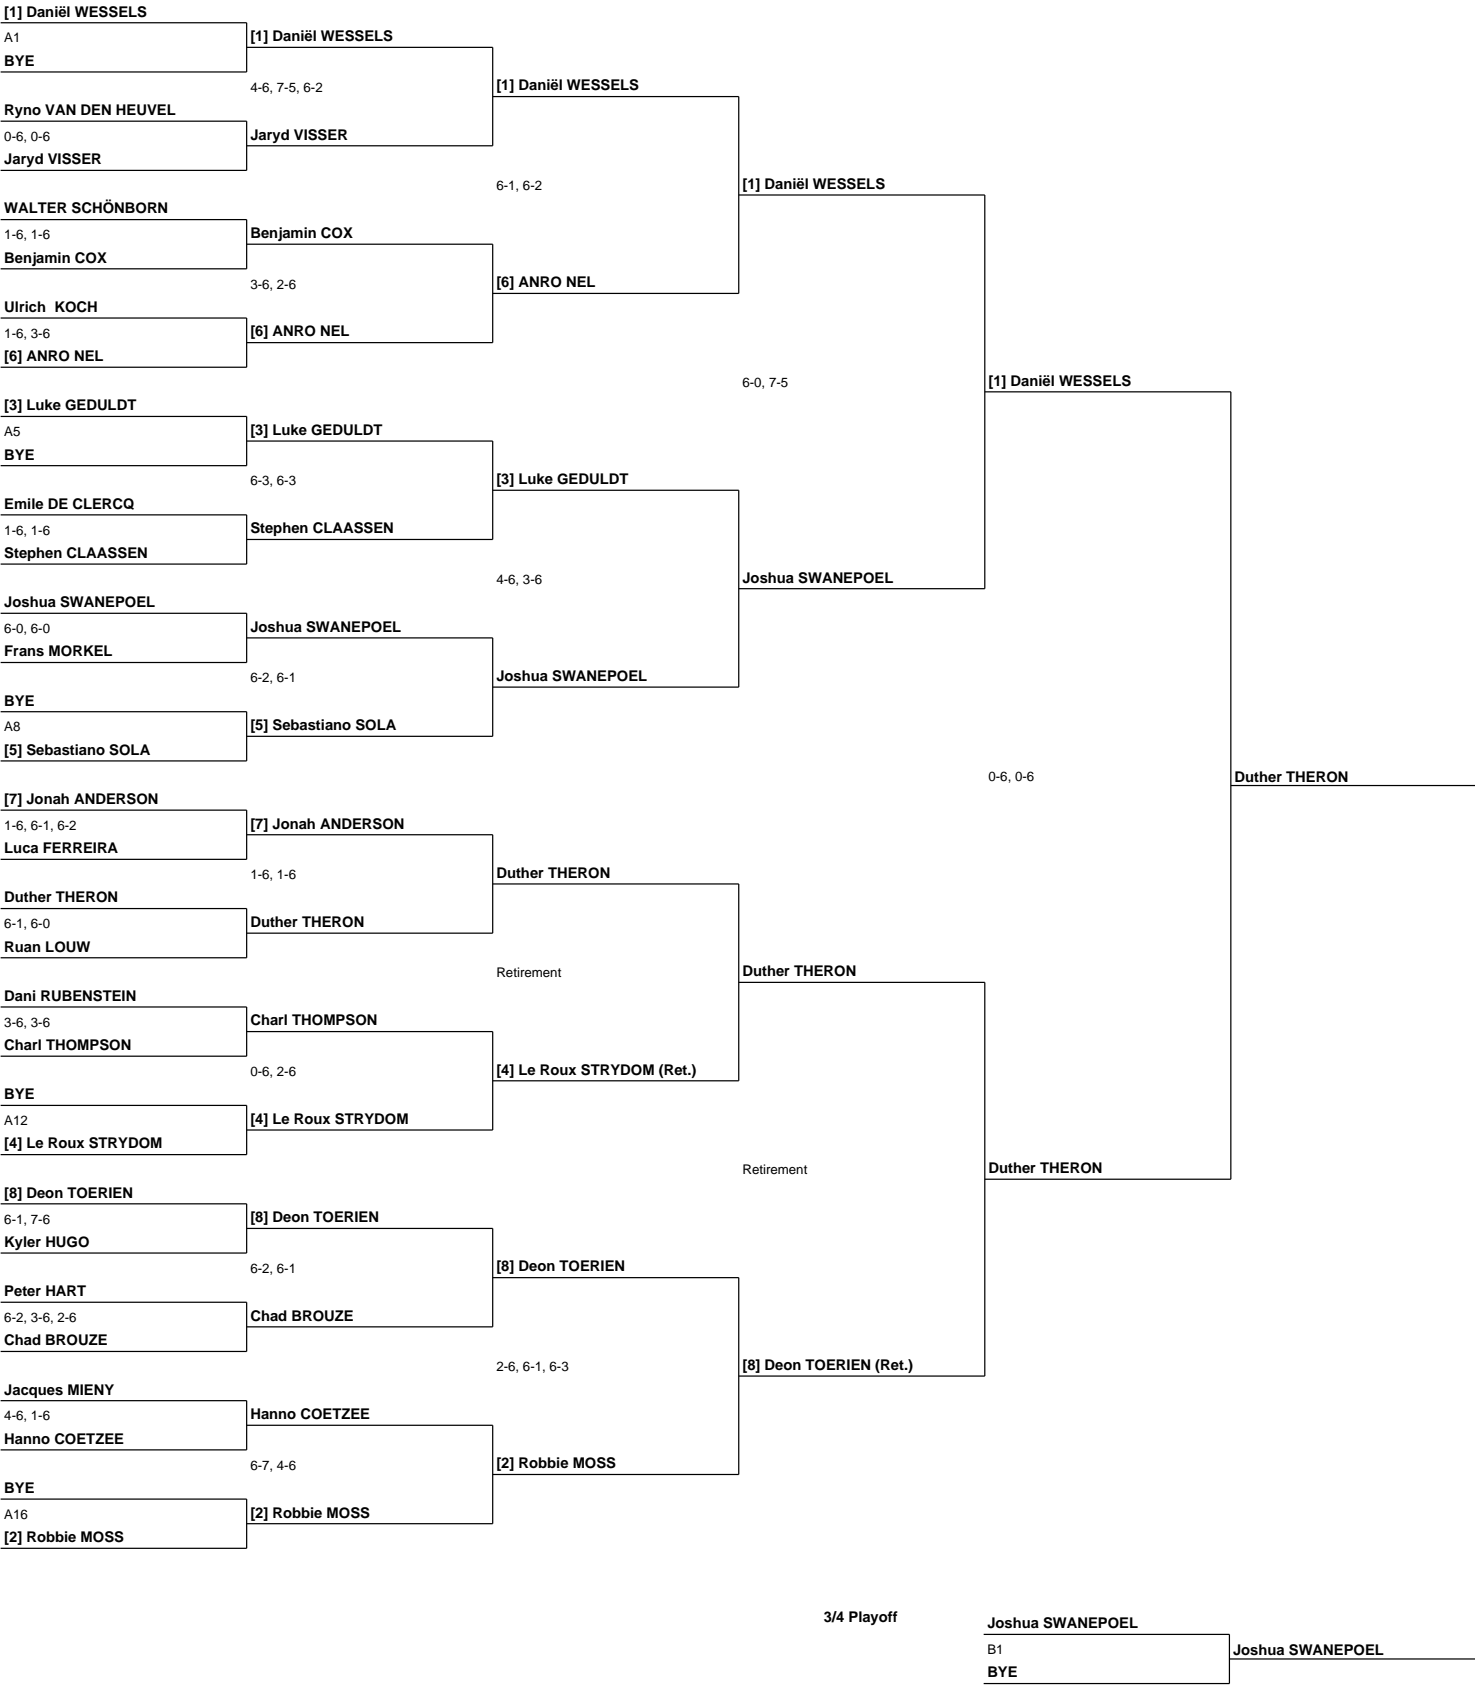 [1] Daniël WESSELS
A1
[1] Daniël WESSELS
BYE
4-6, 7-5, 6-2
[1] Daniël WESSELS
Ryno VAN DEN HEUVEL
0-6, 0-6
Jaryd VISSER
Jaryd VISSER
6-1, 6-2
[1] Daniël WESSELS
WALTER SCHÖNBORN
1-6, 1-6
Benjamin COX
Benjamin COX
3-6, 2-6
[6] ANRO NEL
Ulrich  KOCH
1-6, 3-6
[6] ANRO NEL
[6] ANRO NEL
6-0, 7-5
[1] Daniël WESSELS
[3] Luke GEDULDT
A5
[3] Luke GEDULDT
BYE
6-3, 6-3
[3] Luke GEDULDT
Emile DE CLERCQ
1-6, 1-6
Stephen CLAASSEN
Stephen CLAASSEN
4-6, 3-6
Joshua SWANEPOEL
Joshua SWANEPOEL
6-0, 6-0
Joshua SWANEPOEL
Frans MORKEL
6-2, 6-1
Joshua SWANEPOEL
BYE
A8
[5] Sebastiano SOLA
[5] Sebastiano SOLA
0-6, 0-6
Duther THERON
[7] Jonah ANDERSON
1-6, 6-1, 6-2
[7] Jonah ANDERSON
Luca FERREIRA
1-6, 1-6
Duther THERON
Duther THERON
6-1, 6-0
Duther THERON
Ruan LOUW
Retirement
Duther THERON
Dani RUBENSTEIN
3-6, 3-6
Charl THOMPSON
Charl THOMPSON
0-6, 2-6
[4] Le Roux STRYDOM (Ret.)
BYE
A12
[4] Le Roux STRYDOM
[4] Le Roux STRYDOM
Retirement
Duther THERON
[8] Deon TOERIEN
6-1, 7-6
[8] Deon TOERIEN
Kyler HUGO
6-2, 6-1
[8] Deon TOERIEN
Peter HART
6-2, 3-6, 2-6
Chad BROUZE
Chad BROUZE
2-6, 6-1, 6-3
[8] Deon TOERIEN (Ret.)
Jacques MIENY
4-6, 1-6
Hanno COETZEE
Hanno COETZEE
6-7, 4-6
[2] Robbie MOSS
BYE
A16
[2] Robbie MOSS
[2] Robbie MOSS
3/4 Playoff
Joshua SWANEPOEL
B1
Joshua SWANEPOEL
BYE